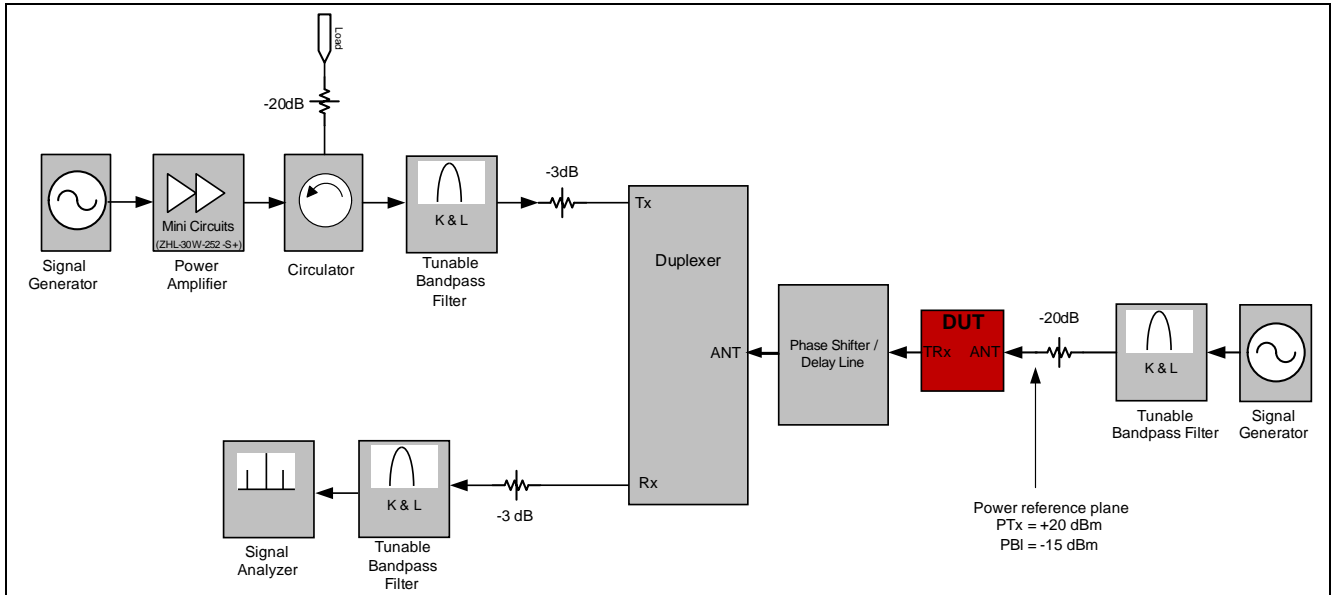 Load
-20dB
Mini Circuits
(ZHL-30W-252 -S+)
Signal
Generator
Power
Amplifier
Circulator
K & L
Tunable
Bandpass
Filter
-3dB
Tx
Duplexer
ANT
Rx
Phase Shifter /
Delay Line
DUT
TRx ANT
-20dB
K & L
Tunable
Bandpass Filter
Signal
Generator
Power reference plane
PTx = +20 dBm
PBl = -15 dBm
Signal
Analyzer
K & L
Tunable
Bandpass
Filter
-3 dB